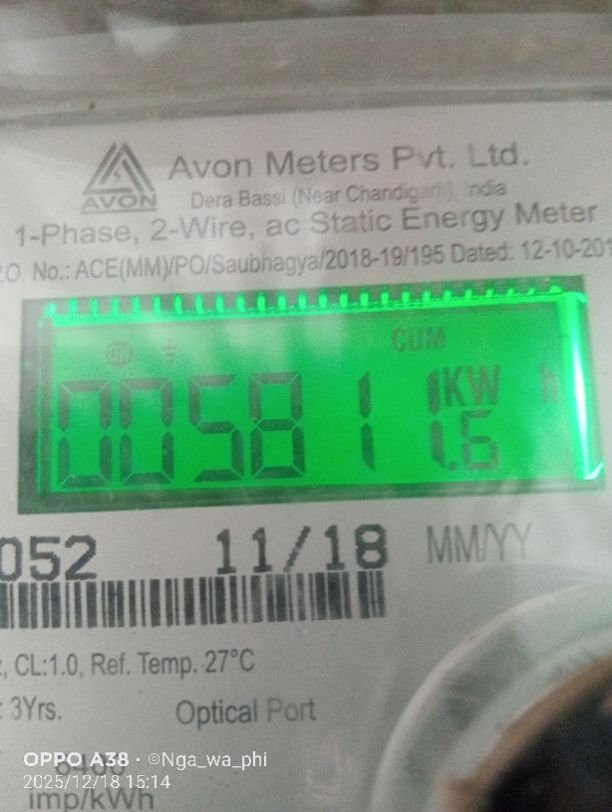 AVON
Avon Meters Pvt. Ltd.
Dera Bassi (Near Chandigarh), India
1-Phase, 2-Wire, ac Static Energy Meter
P.O. No.: ACE(MM)/PO/Saubhagya/2018-19/195 Dated: 12-10-201
ON CUM
005811.6 KW h
052 11/18 MM/YY
, CL:1.0, Ref. Temp. 27°C
: 3Yrs. Optical Port
imp/kWh
OPPO A38 · ©Nga_wa_phi
2025/12/18 15:14